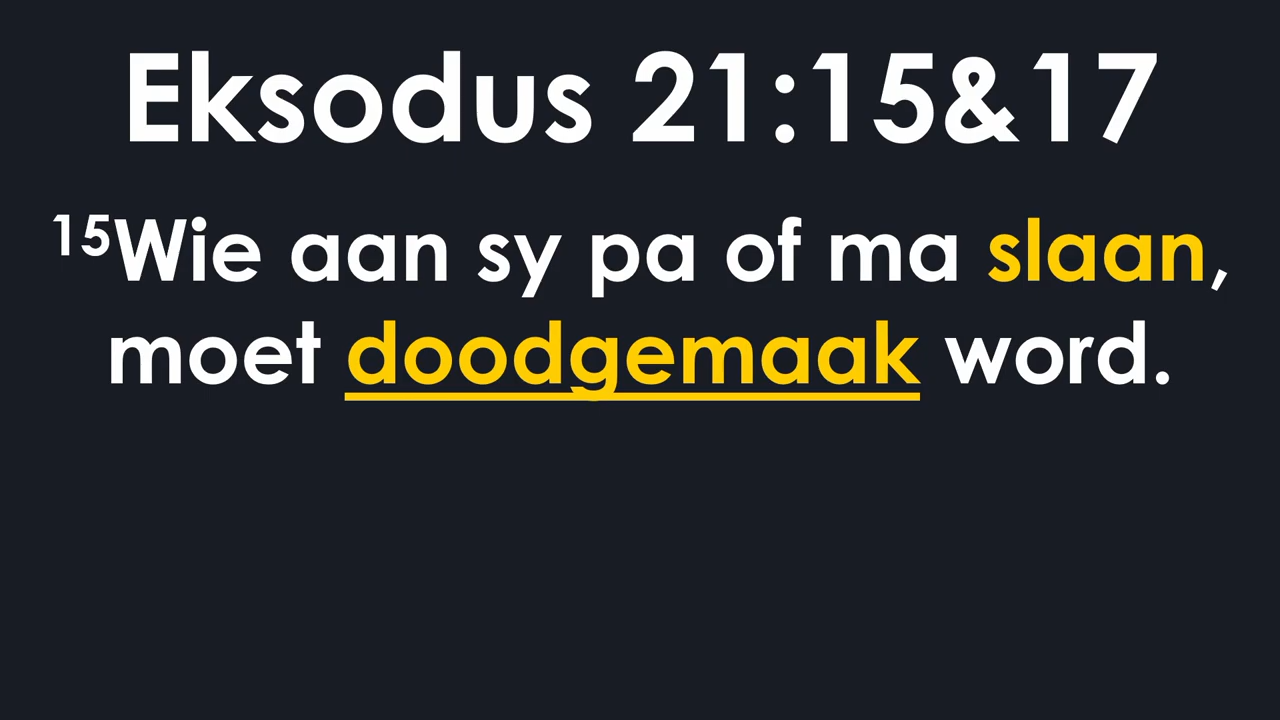 Eksodus 21:15&17
15Wie aan sy pa of ma slaan,
moet doodgemaak word.